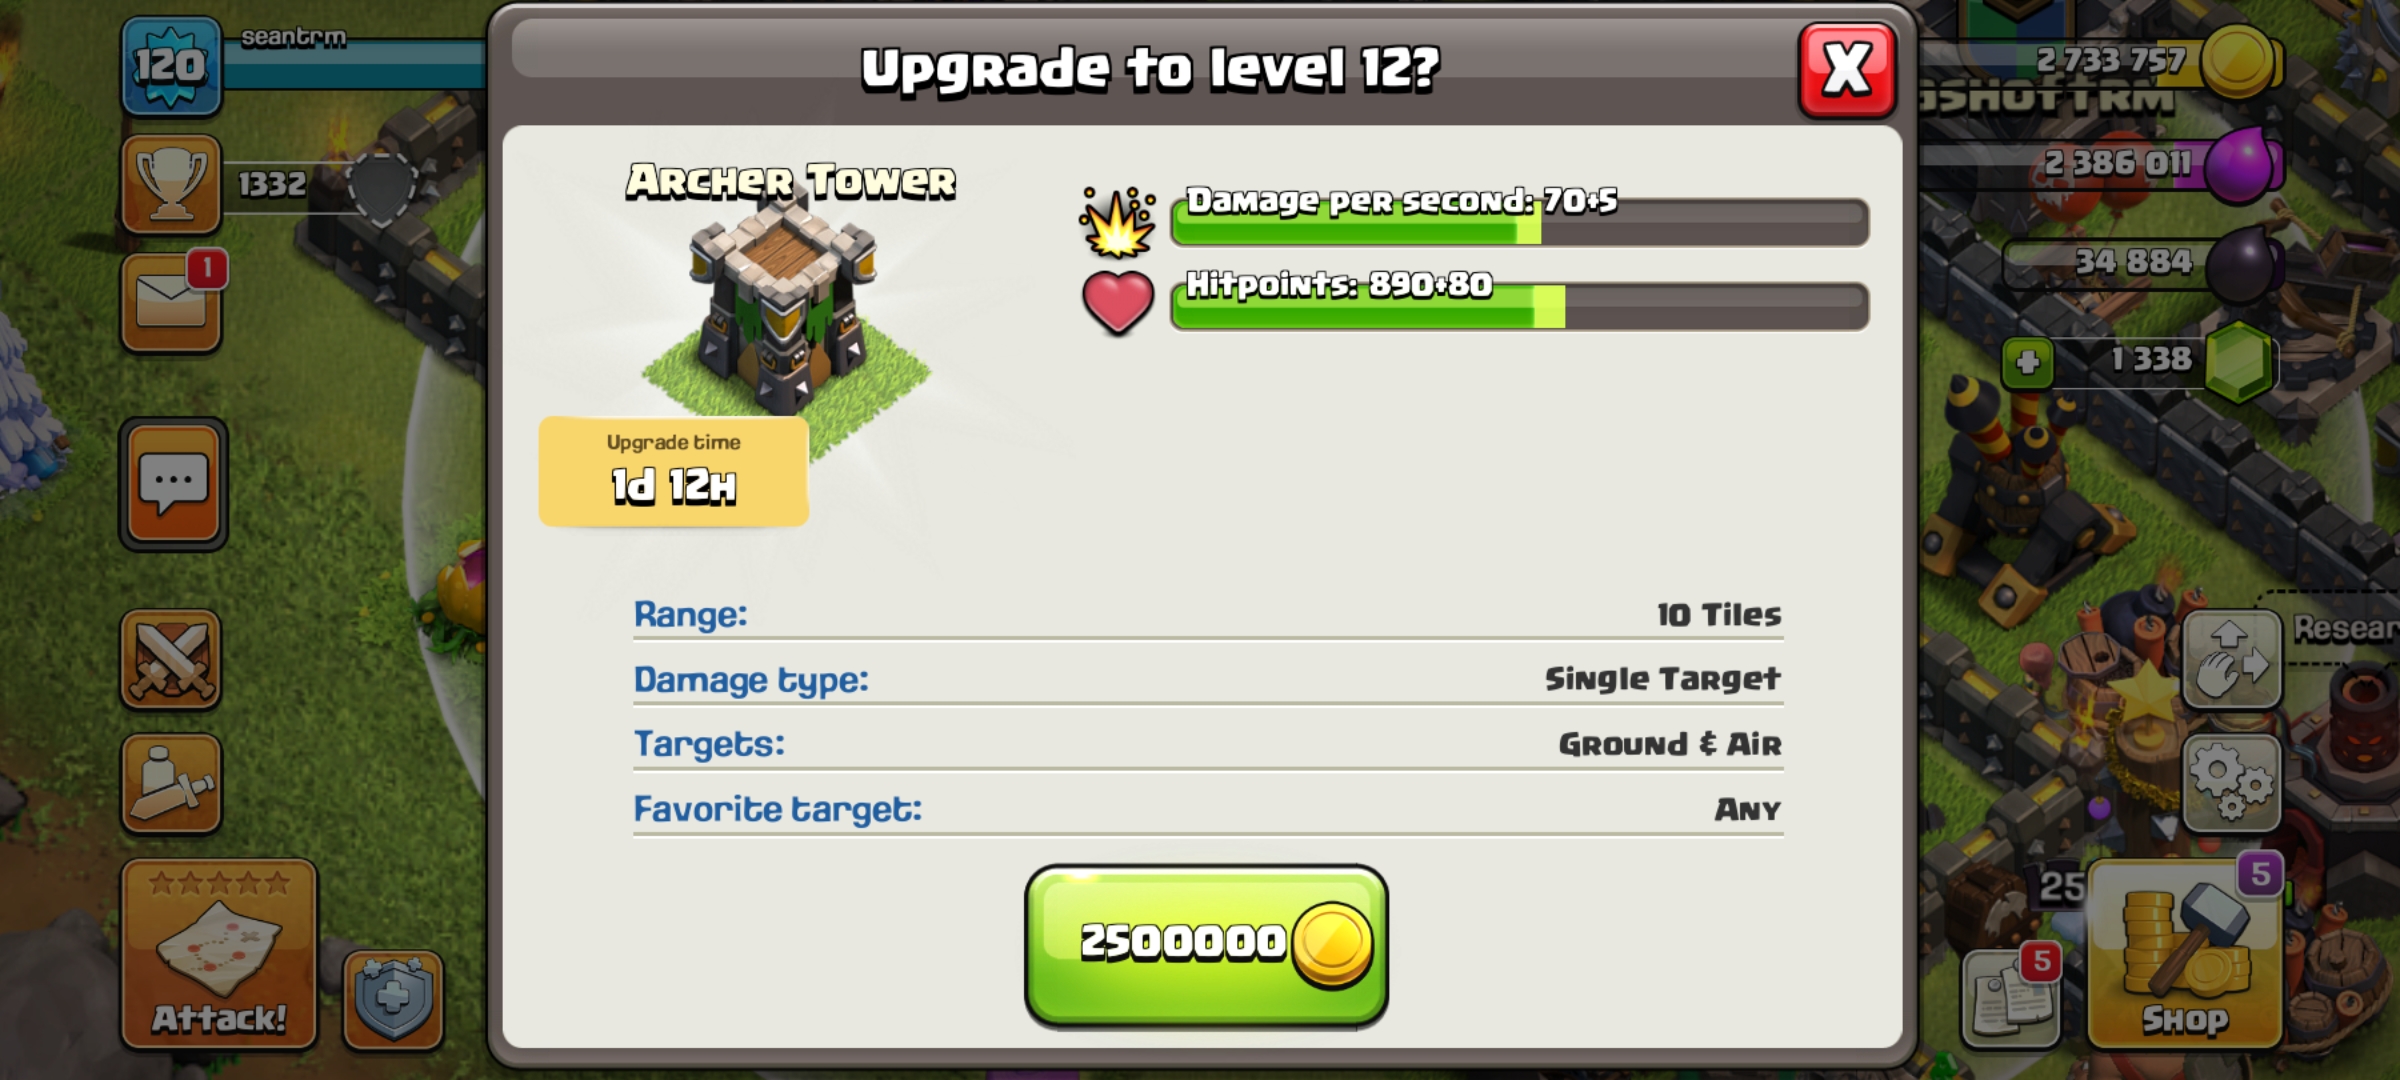 120
seantrm
1332
1
Attack!
Upgrade to level 12?
X
Archer Tower
Damage per second: 70+5
Hitpoints: 890+80
Upgrade time
1d 12H
Range: 10 Tiles
Damage type: Single Target
Targets: Ground & Air
Favorite target: Any
2500000
2 733 757
2 386 011
34 884
1 338
Resear
25
5
5
Shop